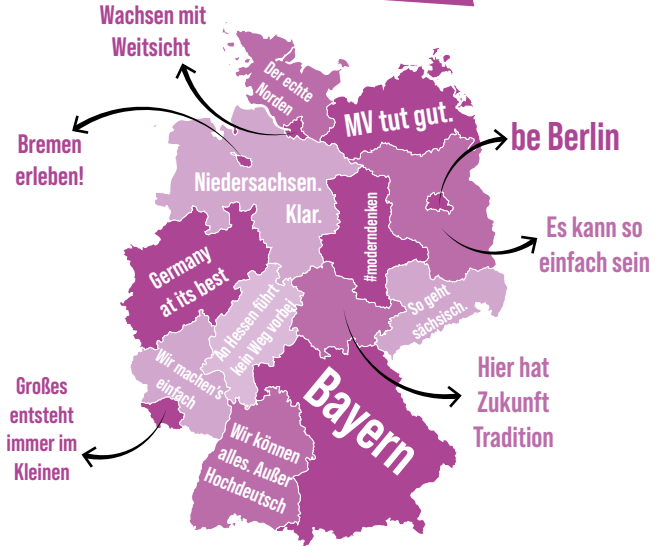 Wachsen mit
Weitsicht
Der echte
Norden
MV tut gut.
be Berlin
Bremen
erleben!
Niedersachsen.
Klar.
#moderndenken
Es kann so
einfach sein
Germany
at its best
An Hessen führt
kein Weg vorbei
So geht
sächsisch.
Wir machen's
einfach
Hier hat
Zukunft
Tradition
Großes
entsteht
immer im
Kleinen
Bayern
Wir können
alles. Außer
Hochdeutsch